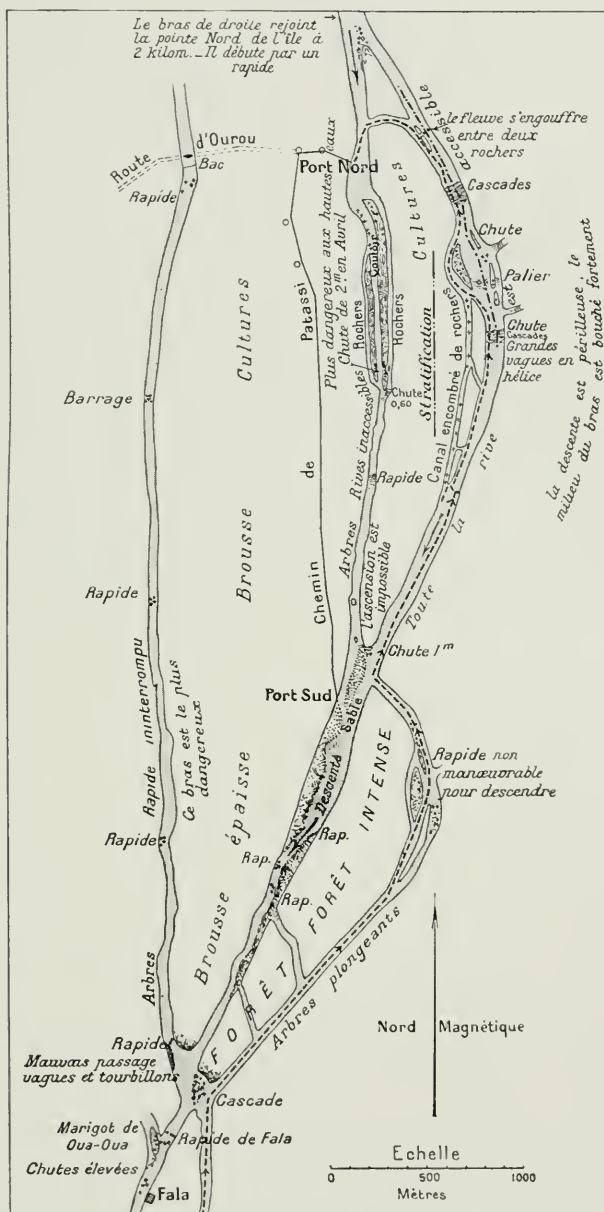 Le bras de droite rejoint
la pointe Nord de l'île à
2 kilom._Il débute par un
rapide
accessible
le fleuve s'engouffre
entre deux
rochers
Route
d'Ourou
Bac
Rapide
Port Nord
Cascades
Chute
Palier
est
Chute
Cascades
Grandes
vagues en
hélice
la descente est périlleuse, le
milieu du bras est bouché fortement
Plus dangereux aux hautes eaux
Chute de 2m en Avril
Cultures
Cultures
Couloir
Rochers
Rochers
Stratification
Canal encombré de rochers
Patassi
de
Chemin
Chute
0,60
Rives inaccessibles
Rapide
Barrage
Brousse
Arbres
l'ascension est
impossible
rive
la
Toute
Rapide
Chute 1m
Port Sud
Sable
Rapide ininterrompu
Ce bras est le plus
dangereux
Descents
FORÊT INTENSE
Rapide non
manœuvrable
pour descendre
épaisse
Brousse
Rapide
Rap.
Rap.
Rap.
Arbres
FORÊT
Arbres plongeants
Nord Magnétique
Rapide
Mauvais passage
vagues et tourbillons
Cascade
Marigot de
Oua-Oua
Rapide de Fala
Chutes élevées
Fala
Echelle
0 500 1000
Mètres